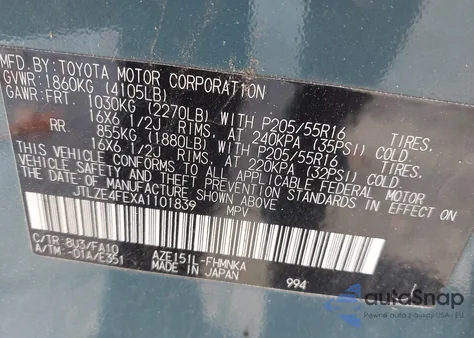 MFD.BY:TOYOTA MOTOR CORPORATION
GVWR:1860KG (4105LB)
GAWR:FRT. 1030KG (2270LB) WITH P205/55R16 TIRES.
16X6 1/2J RIMS, AT 240KPA (35PSI) COLD.
RR. 855KG (1880LB) WITH P205/55R16 TIRES.
16X6 1/2J RIMS, AT 220KPA (32PSI) COLD.
THIS VEHICLE CONFORMS TO ALL APPLICABLE FEDERAL MOTOR
VEHICLE SAFETY AND THEFT PREVENTION STANDARDS IN
EFFECT ON THE DATE OF MANUFACTURE SHOWN ABOVE.
JTLZE4FEXA1101839 MPV
C/TR:8U3/FA10 AZE151L-FHMNKA
A/TM:-01A/E351 MADE IN JAPAN 994
autoSnap
Pewne auto z USA - EU